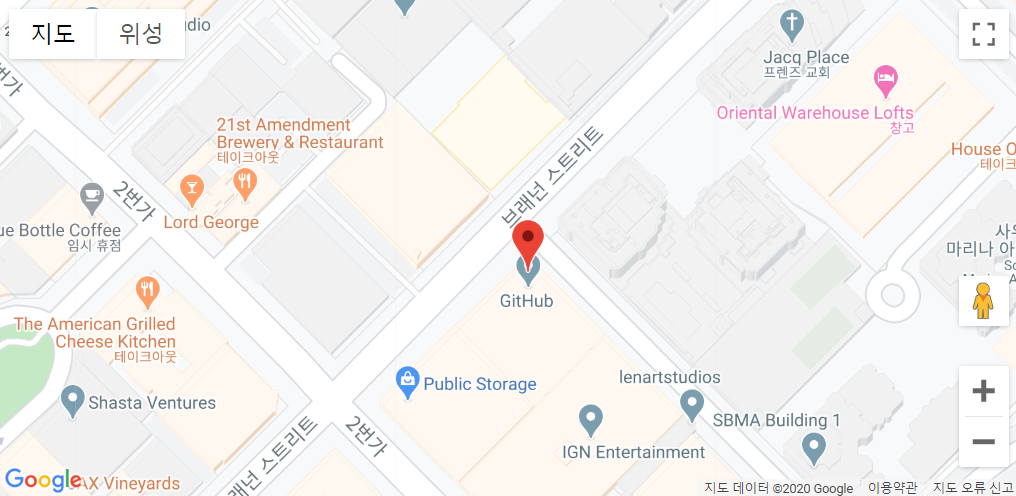 지도 위성
udio
Jacq Place
프렌즈 교회
Oriental Warehouse Lofts
창고
21st Amendment
Brewery & Restaurant
테이크아웃
House O
테이크
2번가
브래넌 스트리트
2번가
Lord George
ue Bottle Coffee
임시 휴점
사우
마리나 아
So
GitHub
The American Grilled
Cheese Kitchen
테이크아웃
Public Storage
lenartstudios
Shasta Ventures
SBMA Building 1
2번가
IGN Entertainment
브래넌 스트리트
Google
AX Vineyards
지도 데이터 ©2020 Google 이용약관 지도 오류 신고